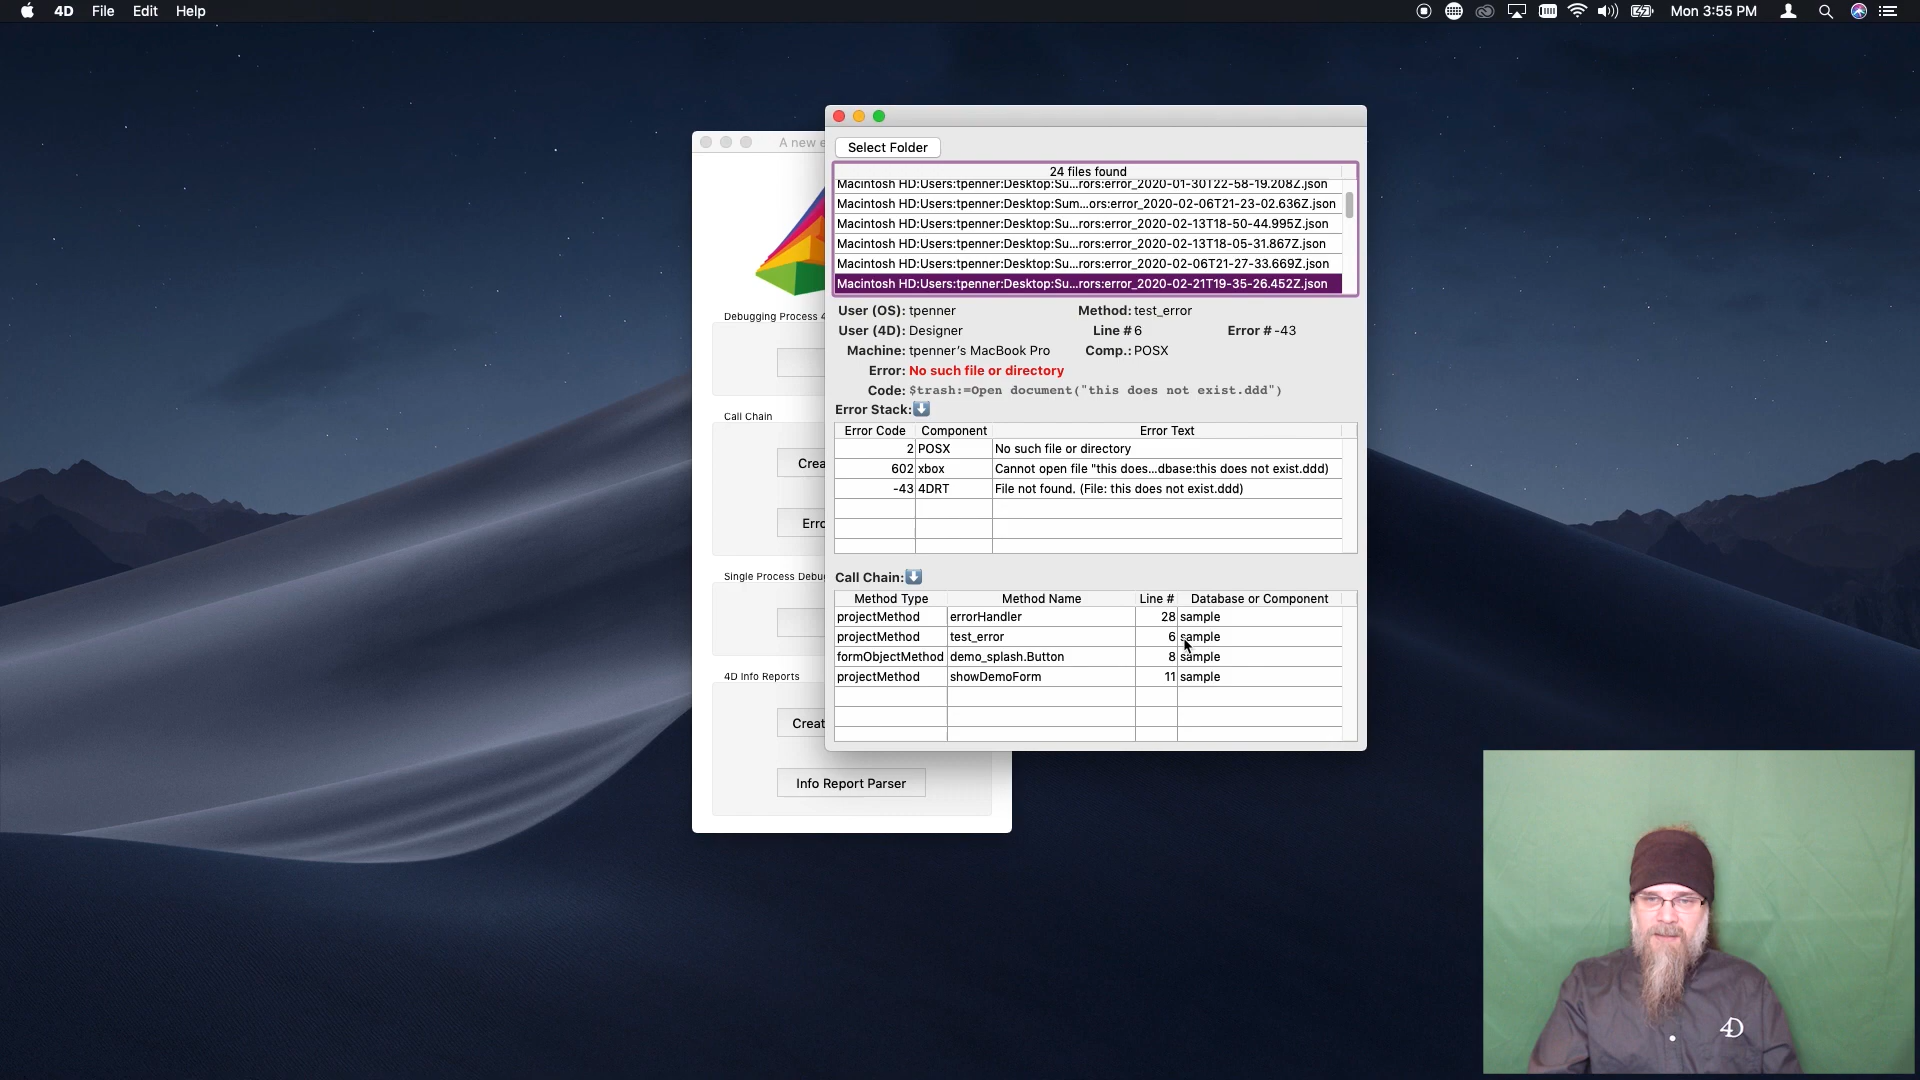 4D File Edit Help
Mon 3:55 PM
A new e
Debugging Process 4
Call Chain
Crea
Erro
Single Process Debu
4D Info Reports
Creat
Info Report Parser
Select Folder
24 files found
Macintosh HD:Users:tpenner:Desktop:Su...rors:error_2020-01-30T22-58-19.208Z.json
Macintosh HD:Users:tpenner:Desktop:Sum...ors:error_2020-02-06T21-23-02.636Z.json
Macintosh HD:Users:tpenner:Desktop:Su...rors:error_2020-02-13T18-50-44.995Z.json
Macintosh HD:Users:tpenner:Desktop:Su...rors:error_2020-02-13T18-05-31.867Z.json
Macintosh HD:Users:tpenner:Desktop:Su...rors:error_2020-02-06T21-27-33.669Z.json
Macintosh HD:Users:tpenner:Desktop:Su...rors:error_2020-02-21T19-35-26.452Z.json
User (OS): tpenner Method: test_error
User (4D): Designer Line # 6 Error # -43
Machine: tpenner's MacBook Pro Comp.: POSX
Error: No such file or directory
Code: $trash:=Open document("this does not exist.ddd")
Error Stack:
Error Code Component Error Text
2 POSX No such file or directory
602 xbox Cannot open file "this does...dbase:this does not exist.ddd)
-43 4DRT File not found. (File: this does not exist.ddd)
Call Chain:
Method Type Method Name Line # Database or Component
projectMethod errorHandler 28 sample
projectMethod test_error 6 sample
formObjectMethod demo_splash.Button 8 sample
projectMethod showDemoForm 11 sample
4D